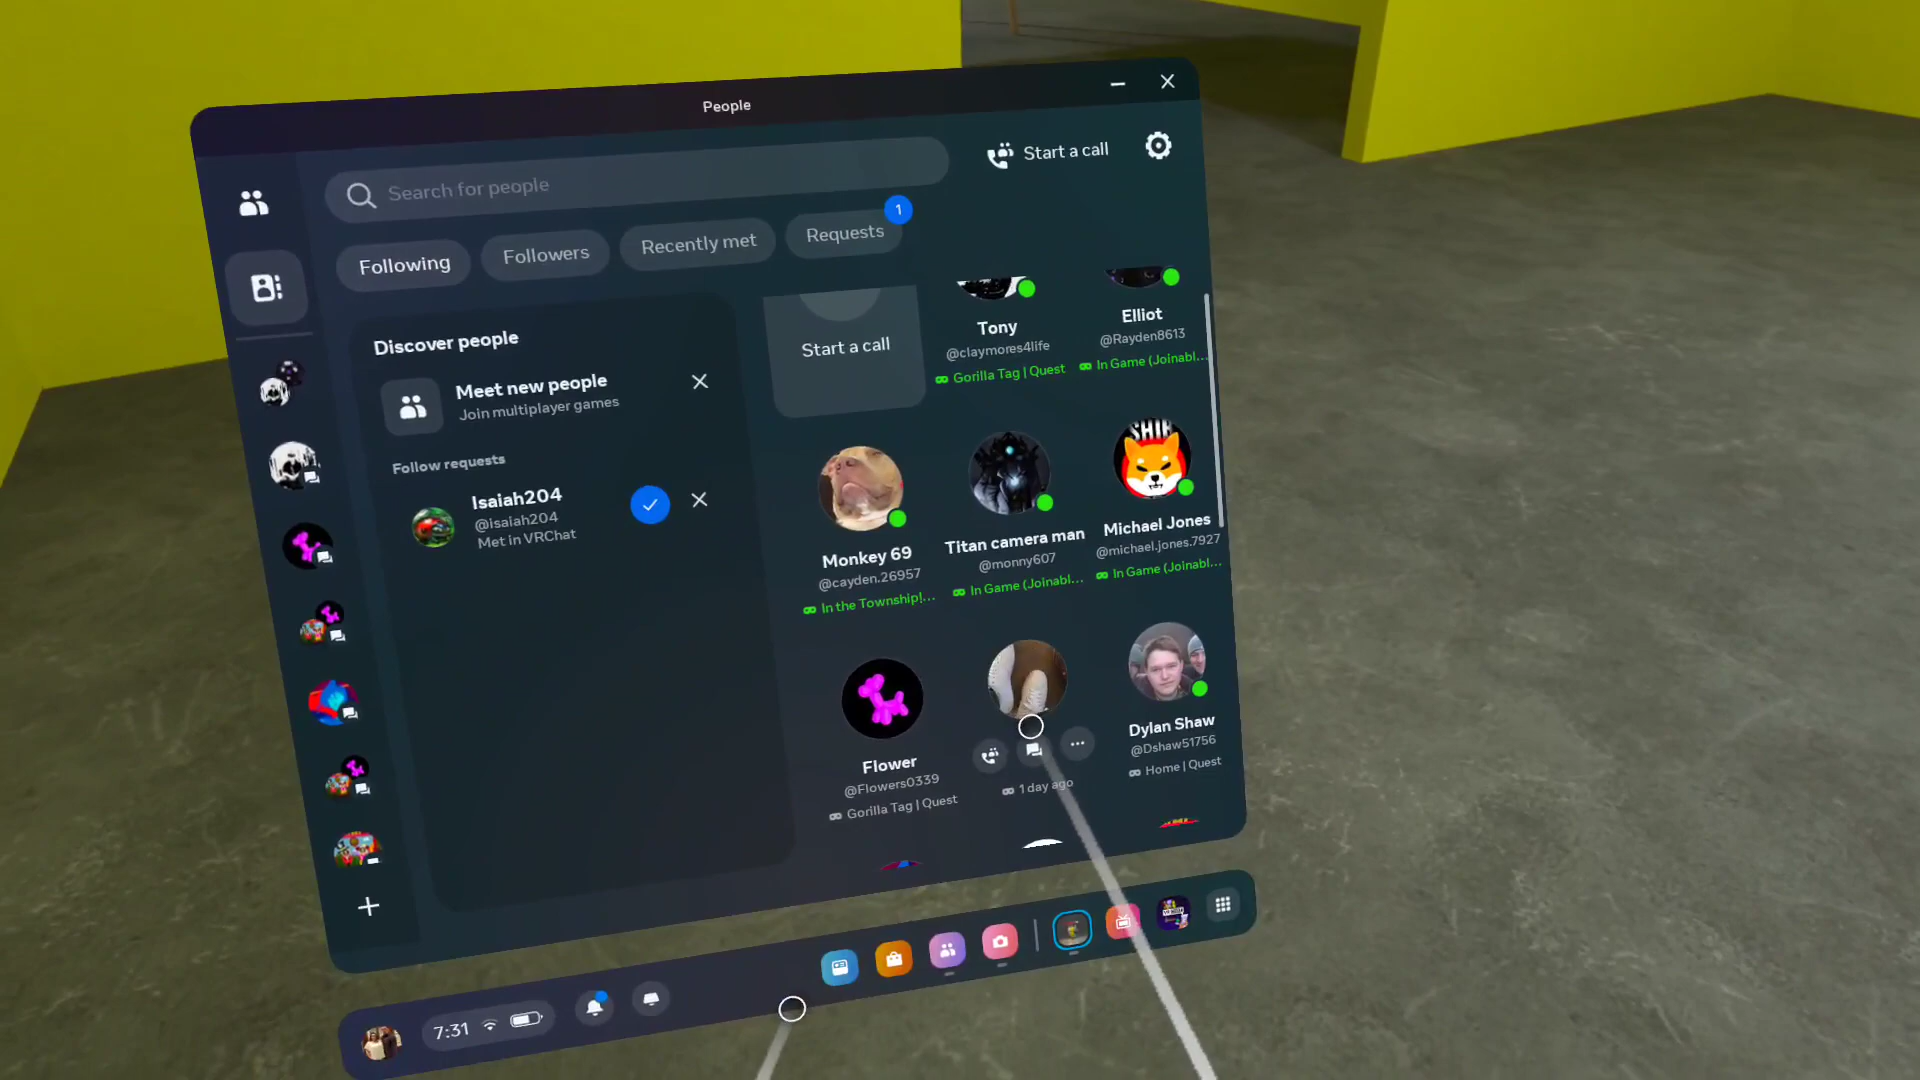 People
Search for people
Start a call
Following
Followers
Recently met
Requests
1
Discover people
Meet new people
Join multiplayer games
Follow requests
Isaiah204
@isaiah204
Met in VRChat
Start a call
Tony
@claymores4life
Gorilla Tag | Quest
Elliot
@Rayden8613
In Game (Joinabl...
Monkey 69
@cayden.26957
In the Township!...
Titan camera man
@monny607
In Game (Joinabl...
SHIB
Michael Jones
@michael.jones.7927
In Game (Joinabl...
Flower
@Flowers0339
Gorilla Tag | Quest
1 day ago
Dylan Shaw
@Dshaw51756
Home | Quest
7:31